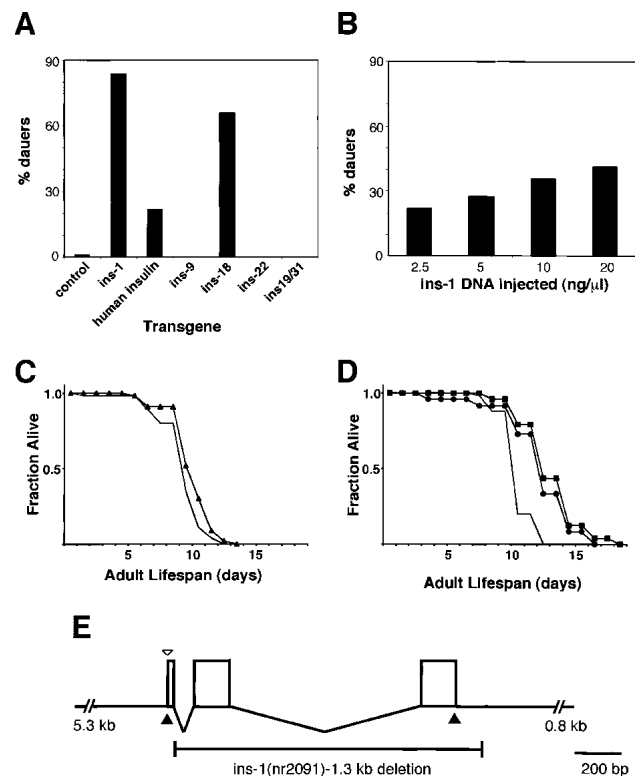 A
B
90
60
30
0
% dauers
control
ins-1
human insulin
ins-9
ins-18
ins-22
ins19/31
Transgene
90
60
30
0
% dauers
2.5 5 10 20
ins-1 DNA injected (ng/µl)
C
D
1.0
0.5
Fraction Alive
5 10 15
Adult Lifespan (days)
1.0
0.5
Fraction Alive
5 10 15
Adult Lifespan (days)
E
5.3 kb
0.8 kb
ins-1(nr2091)-1.3 kb deletion
200 bp